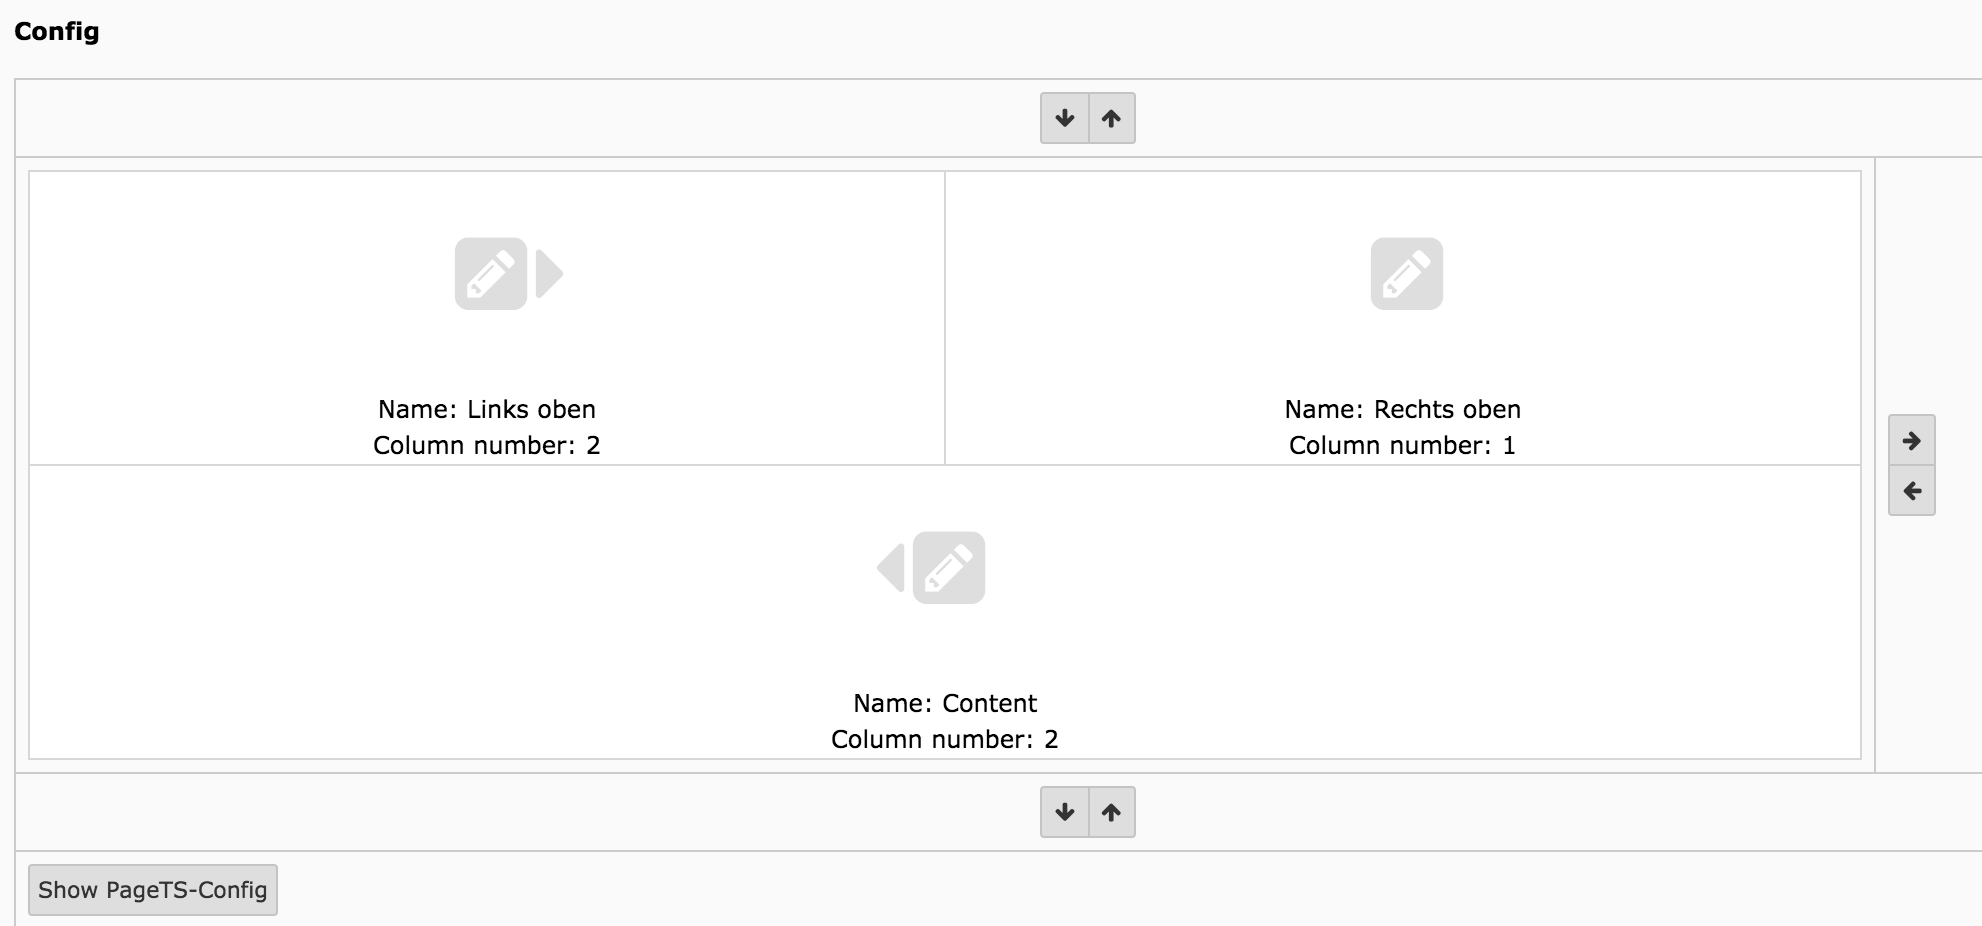 Config
Name: Links oben
Column number: 2
Name: Rechts oben
Column number: 1
Name: Content
Column number: 2
Show PageTS-Config